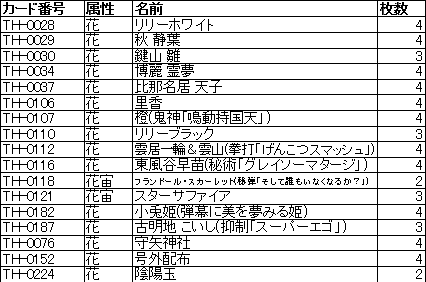 カード番号 属性 名前 枚数
TH-0028 花 リリーホワイト 4
TH-0029 花 秋 静葉 4
TH-0030 花 鍵山 雛 3
TH-0034 花 博麗 霊夢 4
TH-0037 花 比那名居 天子 4
TH-0106 花 里香 4
TH-0107 花 橙(鬼神「鳴動持国天」) 4
TH-0110 花 リリーブラック 3
TH-0112 花 雲居一輪&雲山(拳打「げんこつスマッシュ」) 4
TH-0116 花 東風谷早苗(秘術「グレイソーマタージ」) 4
TH-0118 花宙 フランドール・スカーレット(秘弾「そして誰もいなくなるか?」) 2
TH-0121 花宙 スターサファイア 3
TH-0182 花 小兎姫(弾幕に美を夢みる姫) 4
TH-0187 花 古明地 こいし(抑制「スーパーエゴ」) 3
TH-0076 花 守矢神社 4
TH-0152 花 号外配布 4
TH-0224 花 陰陽玉 2